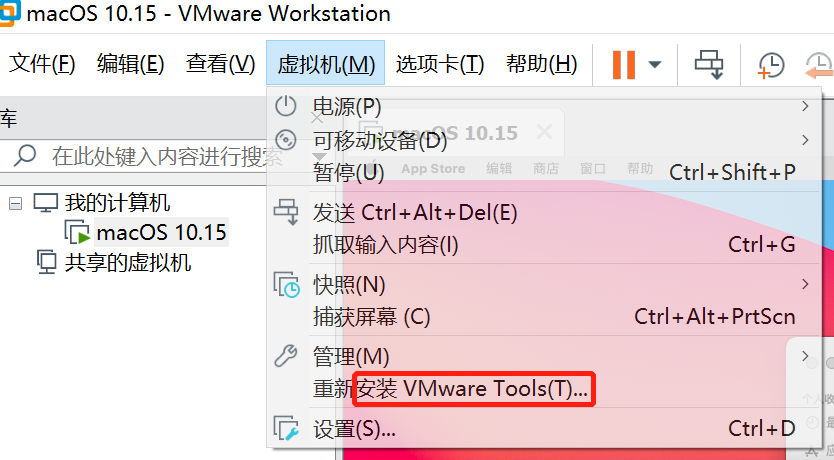 macOS 10.15 - VMware Workstation
文件(F) 编辑(E) 查看(V) 虚拟机(M) 选项卡(T) 帮助(H)
库
在此处键入内容进行搜索
我的计算机
macOS 10.15
共享的虚拟机
电源(P)
macOS 10.15
可移动设备(D)
App Store 编辑 商店 窗口 帮助
暂停(U) Ctrl+Shift+P
发送 Ctrl+Alt+Del(E)
抓取输入内容(I) Ctrl+G
快照(N)
捕获屏幕 (C) Ctrl+Alt+PrtScn
管理(M)
重新安装 VMware Tools(T)...
设置(S)... Ctrl+D